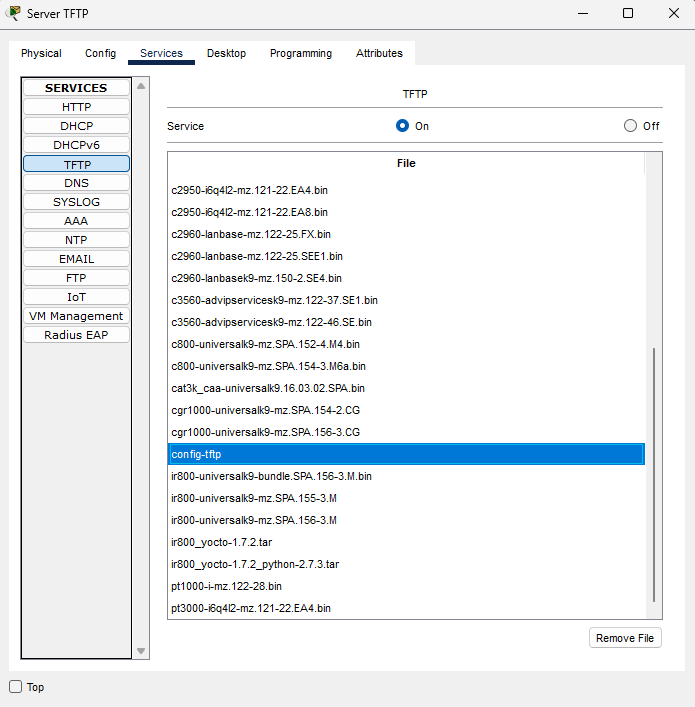 Server TFTP
Physical Config Services Desktop Programming Attributes
SERVICES
HTTP
DHCP
DHCPv6
TFTP
DNS
SYSLOG
AAA
NTP
EMAIL
FTP
IoT
VM Management
Radius EAP
TFTP
Service On Off
File
c2950-i6q4l2-mz.121-22.EA4.bin
c2950-i6q4l2-mz.121-22.EA8.bin
c2960-lanbase-mz.122-25.FX.bin
c2960-lanbase-mz.122-25.SEE1.bin
c2960-lanbasek9-mz.150-2.SE4.bin
c3560-advipservicesk9-mz.122-37.SE1.bin
c3560-advipservicesk9-mz.122-46.SE.bin
c800-universalk9-mz.SPA.152-4.M4.bin
c800-universalk9-mz.SPA.154-3.M6a.bin
cat3k_caa-universalk9.16.03.02.SPA.bin
cgr1000-universalk9-mz.SPA.154-2.CG
cgr1000-universalk9-mz.SPA.156-3.CG
config-tftp
ir800-universalk9-bundle.SPA.156-3.M.bin
ir800-universalk9-mz.SPA.155-3.M
ir800-universalk9-mz.SPA.156-3.M
ir800_yocto-1.7.2.tar
ir800_yocto-1.7.2_python-2.7.3.tar
pt1000-i-mz.122-28.bin
pt3000-i6q4l2-mz.121-22.EA4.bin
Remove File
Top